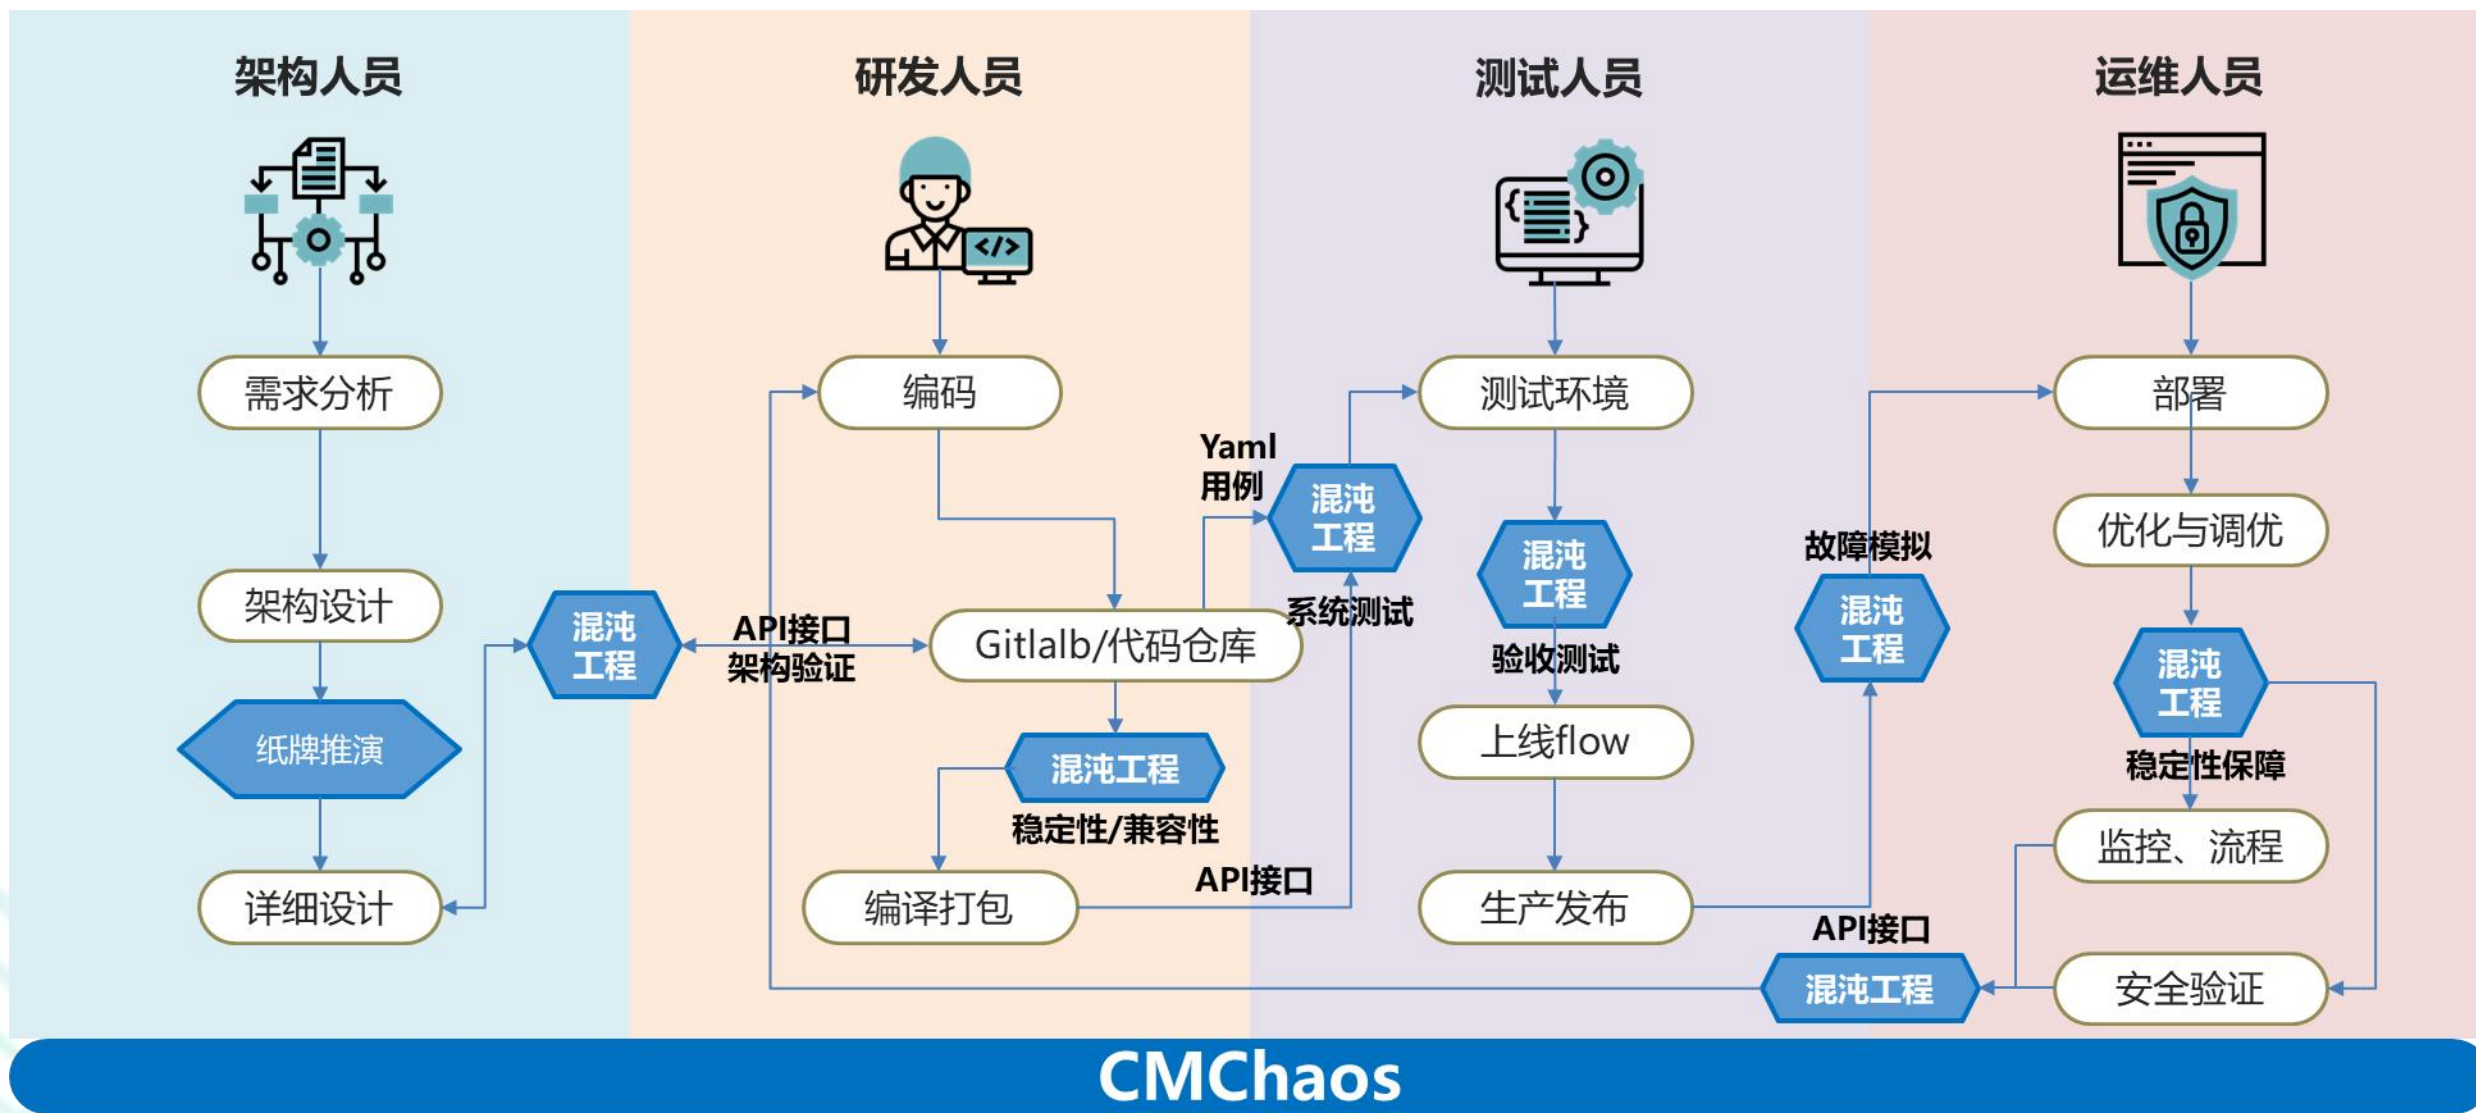 架构人员
需求分析
架构设计
纸牌推演
详细设计
混沌
工程
API接口
架构验证
研发人员
</>
编码
Gitlalb/代码仓库
混沌工程
稳定性/兼容性
编译打包
API接口
Yaml
用例
混沌
工程
系统测试
测试人员
{ }
测试环境
混沌
工程
验收测试
上线flow
生产发布
故障模拟
混沌
工程
运维人员
部署
优化与调优
混沌
工程
稳定性保障
监控、流程
安全验证
API接口
混沌工程
CMChaos